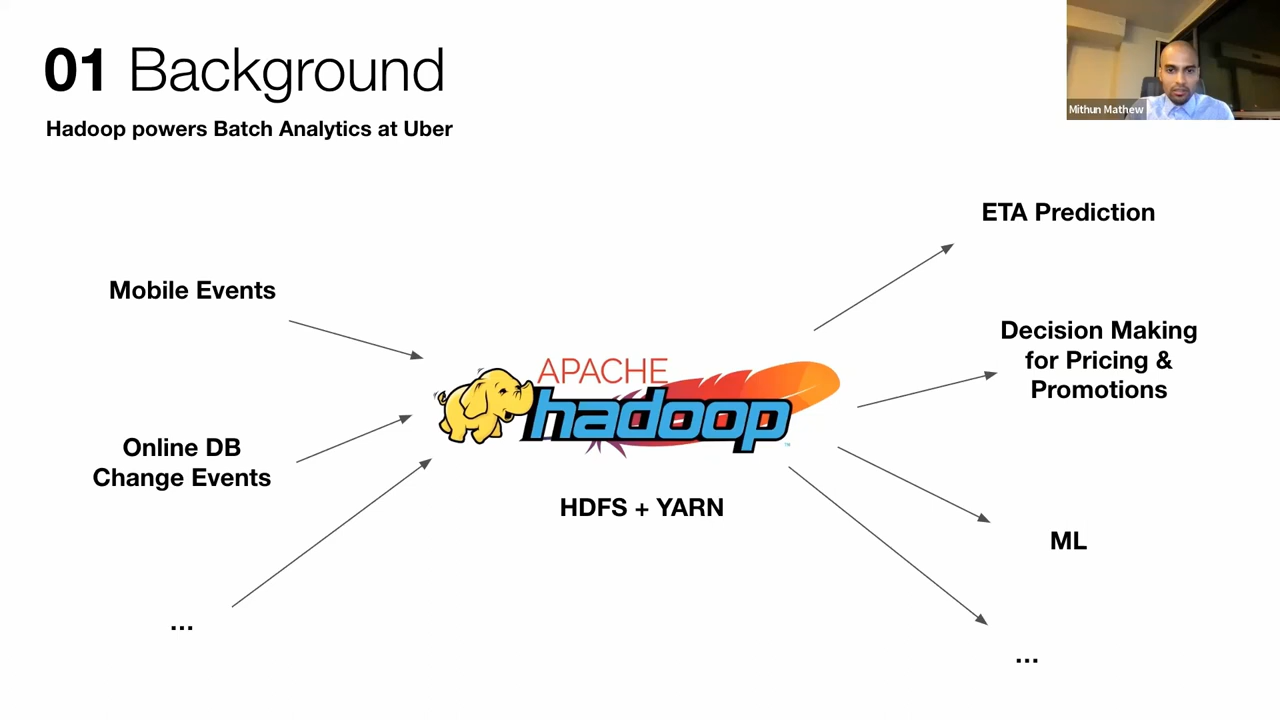 01 Background
Hadoop powers Batch Analytics at Uber
Mithun Mathew
Mobile Events
Online DB
Change Events
...
APACHE
hadoop
TM
HDFS + YARN
ETA Prediction
Decision Making
for Pricing &
Promotions
ML
...